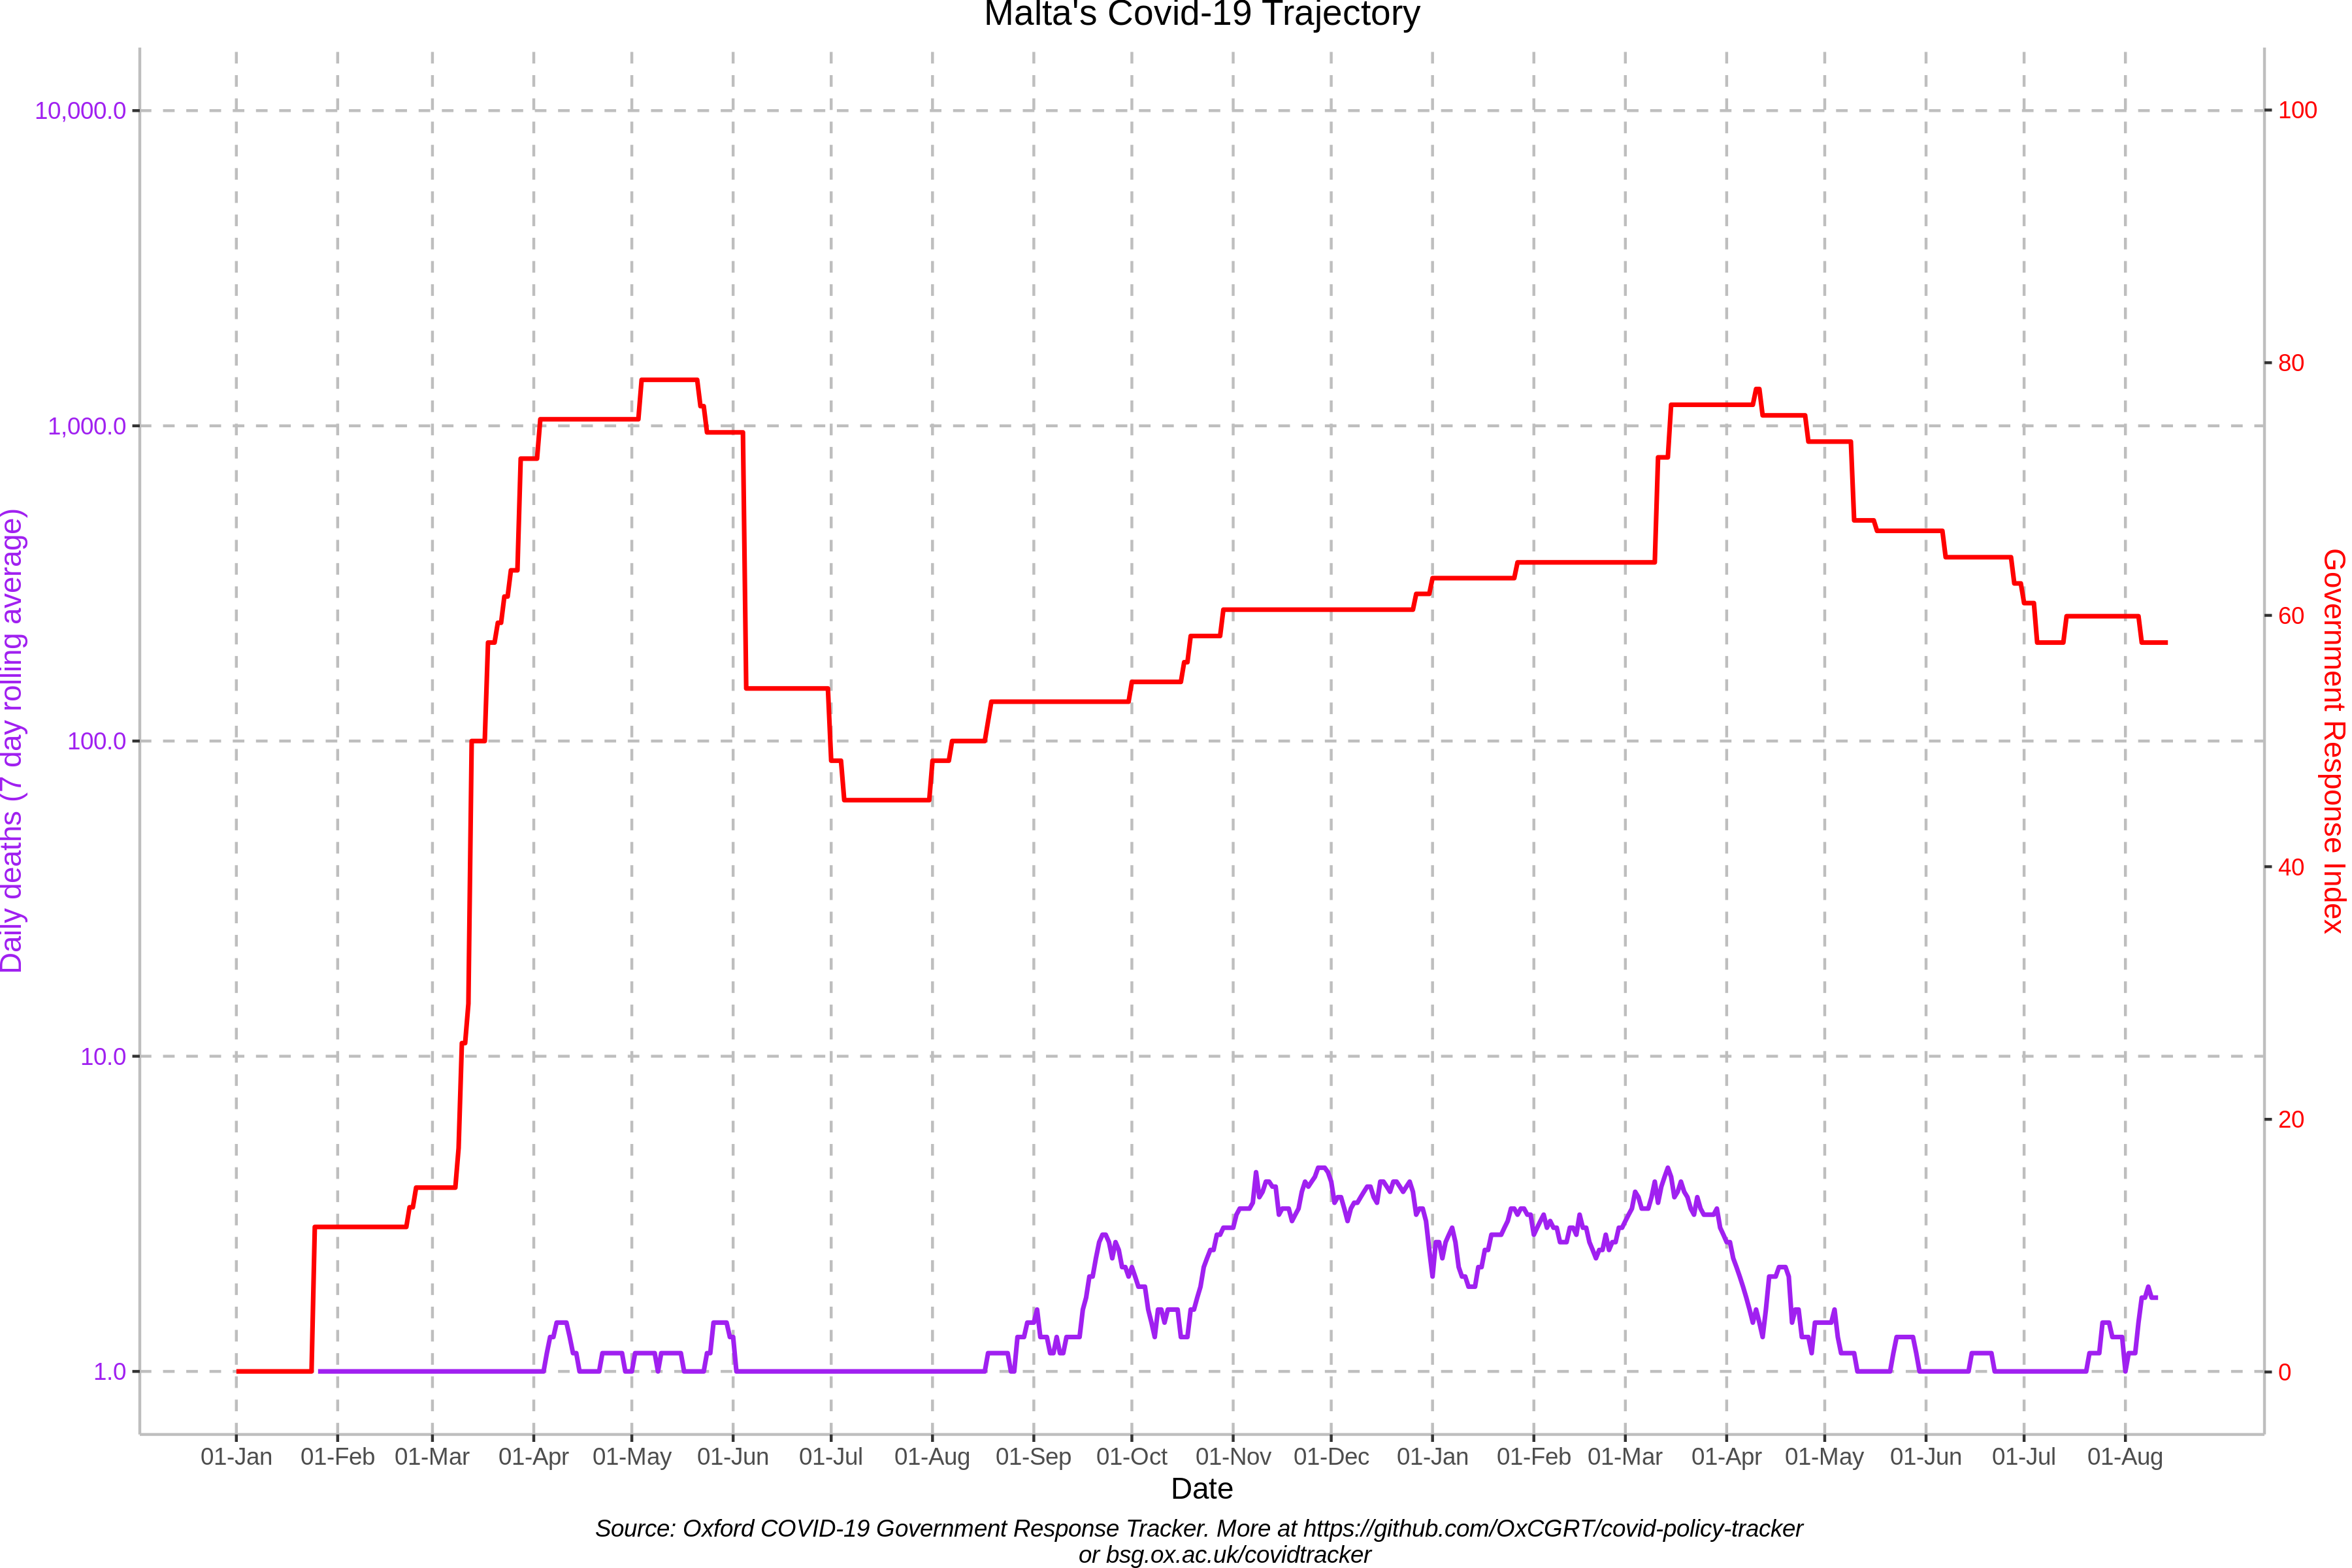 Malta's Covid-19 Trajectory
10,000.0
1,000.0
100.0
10.0
1.0
Daily deaths (7 day rolling average)
100
80
60
40
20
0
Government Response Index
01-Jan 01-Feb 01-Mar 01-Apr 01-May 01-Jun 01-Jul 01-Aug 01-Sep 01-Oct 01-Nov 01-Dec 01-Jan 01-Feb 01-Mar 01-Apr 01-May 01-Jun 01-Jul 01-Aug
Date
Source: Oxford COVID-19 Government Response Tracker. More at https://github.com/OxCGRT/covid-policy-tracker
or bsg.ox.ac.uk/covidtracker